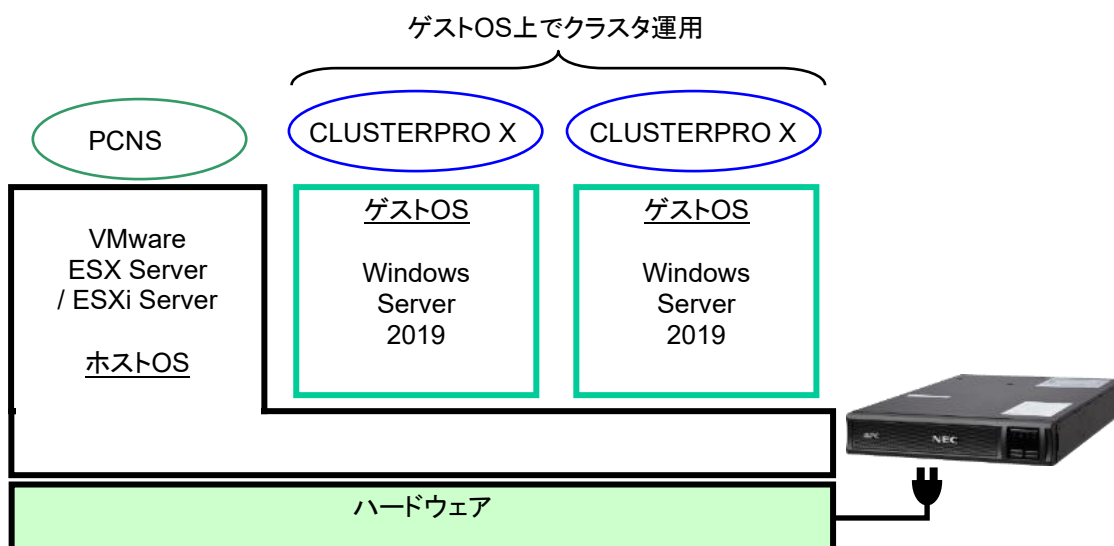 ゲストOS上でクラスタ運用
PCNS
CLUSTERPRO X
CLUSTERPRO X
VMware
ESX Server
/ ESXi Server
ホストOS
ゲストOS
Windows
Server
2019
ゲストOS
Windows
Server
2019
APC
NEC
ハードウェア